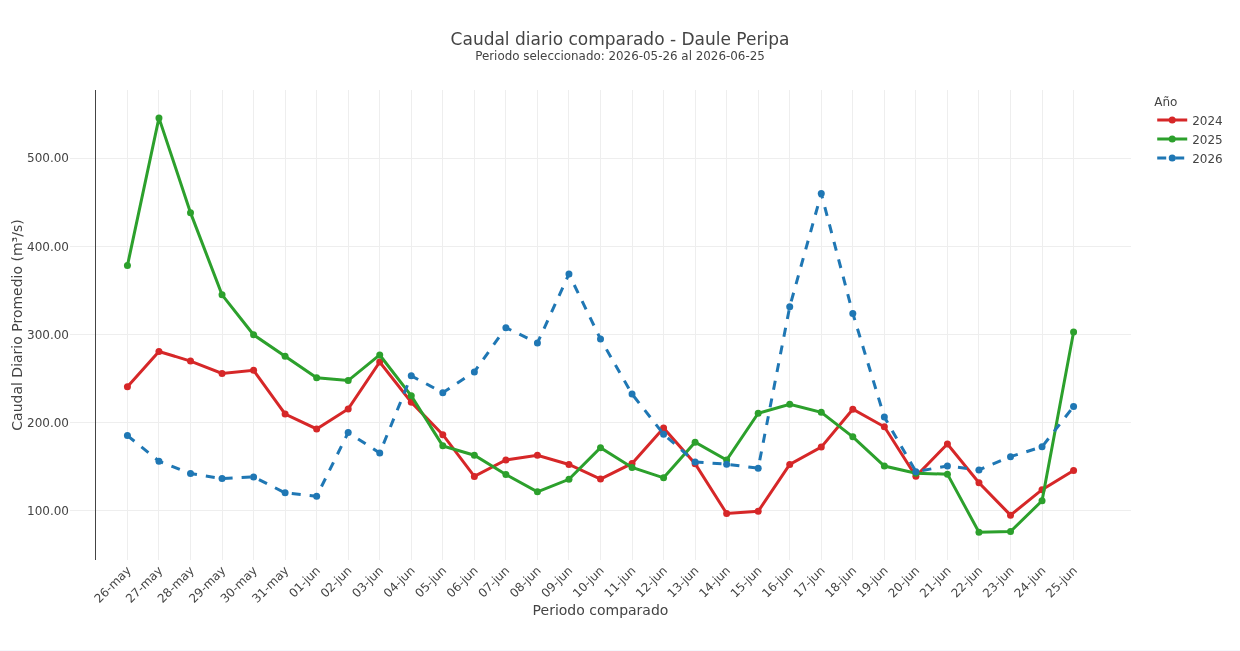 Caudal diario comparado - Daule Peripa
Periodo seleccionado: 2026-05-26 al 2026-06-25
Año
2024
2025
2026
Caudal Diario Promedio (m³/s)
500.00
400.00
300.00
200.00
100.00
26-may
27-may
28-may
29-may
30-may
31-may
01-jun
02-jun
03-jun
04-jun
05-jun
06-jun
07-jun
08-jun
09-jun
10-jun
11-jun
12-jun
13-jun
14-jun
15-jun
16-jun
17-jun
18-jun
19-jun
20-jun
21-jun
22-jun
23-jun
24-jun
25-jun
Periodo comparado